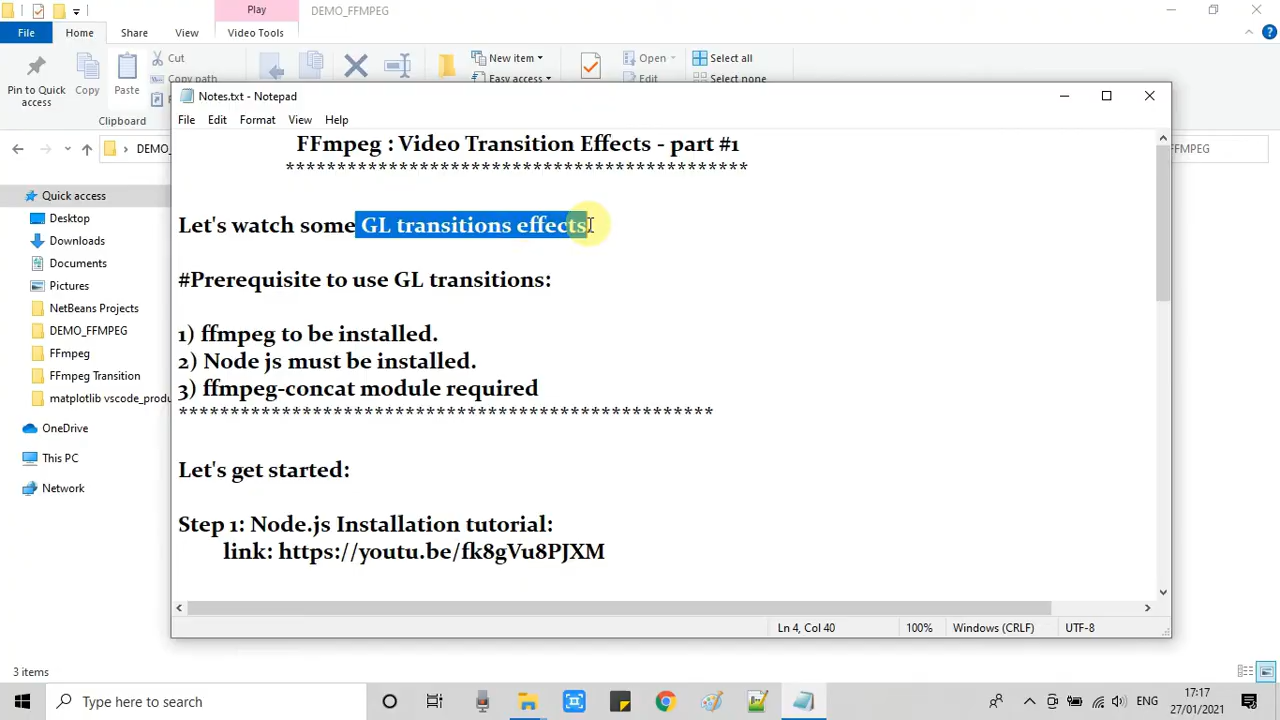 Play
DEMO_FFMPEG
File
Home
Share
View
Video Tools
Pin to Quick
access
Copy
Paste
Cut
Copy path
Clipboard
New item
Easy access
Open
Edit
Select all
Select none
DEMO_
FFMPEG
Quick access
Desktop
Downloads
Documents
Pictures
NetBeans Projects
DEMO_FFMPEG
FFmpeg
FFmpeg Transition
matplotlib vscode_produ
OneDrive
This PC
Network
3 items
Notes.txt - Notepad
File Edit Format View Help
FFmpeg : Video Transition Effects - part #1
*********************************************
Let's watch some GL transitions effects
#Prerequisite to use GL transitions:
1) ffmpeg to be installed.
2) Node js must be installed.
3) ffmpeg-concat module required
****************************************************
Let's get started:
Step 1: Node.js Installation tutorial:
link: https://youtu.be/fk8gVu8PJXM
Ln 4, Col 40
100%
Windows (CRLF)
UTF-8
Type here to search
ENG
17:17
27/01/2021